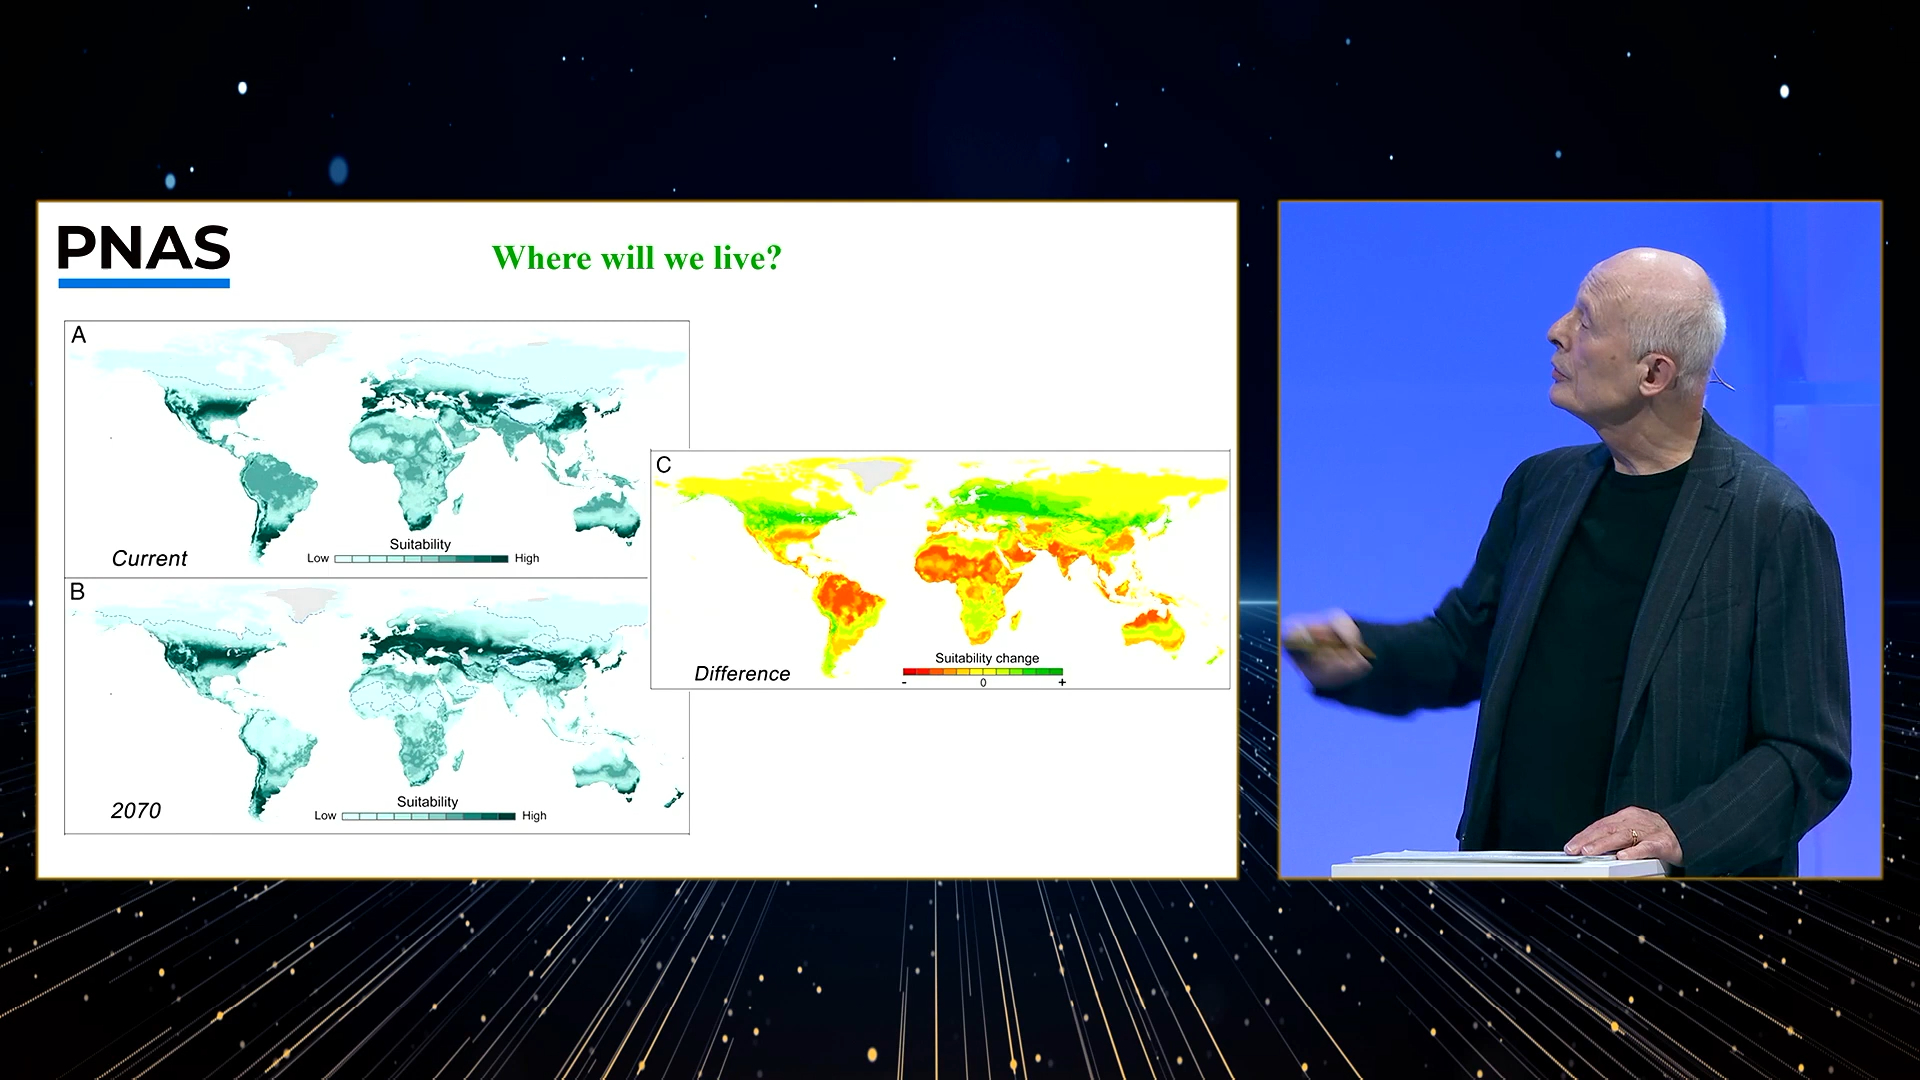 PNAS
Where will we live?
A
Current
Suitability
Low High
B
2070
Suitability
Low High
C
Difference
Suitability change
- 0 +